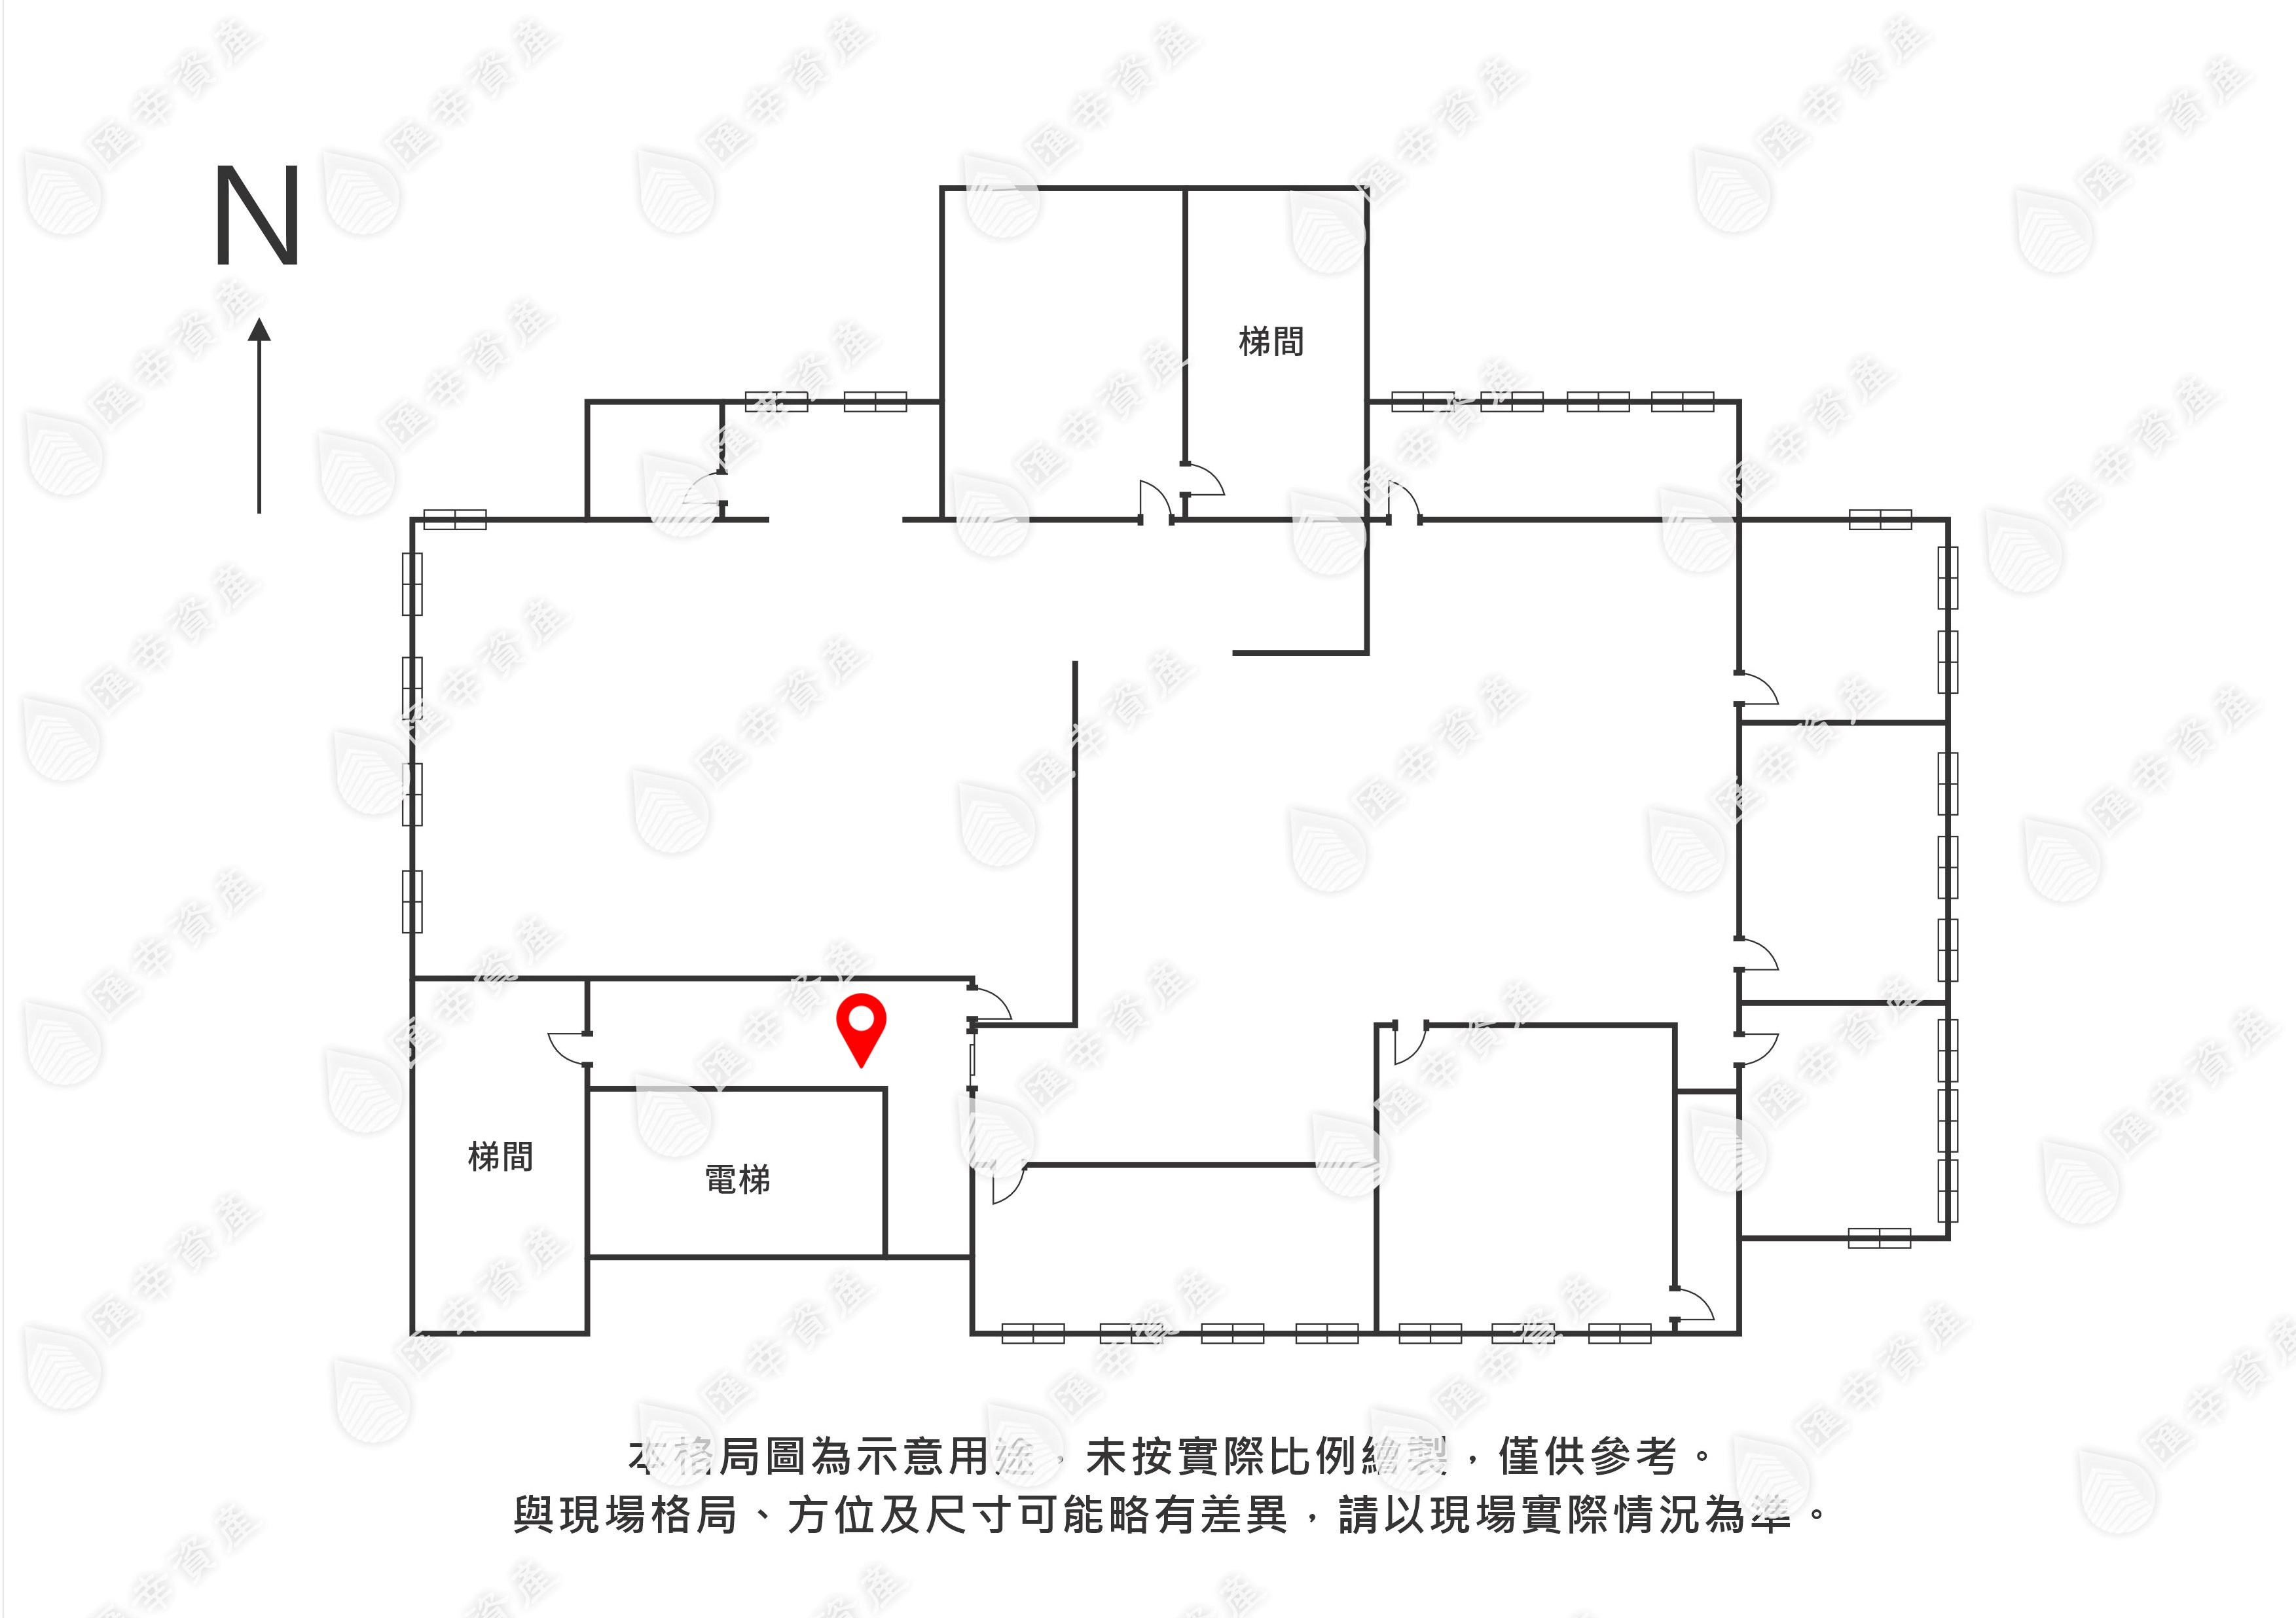 N
梯間
梯間
電梯
本格局圖為示意用途，未按實際比例繪製，僅供參考。
與現場格局、方位及尺寸可能略有差異，請以現場實際情況為準。